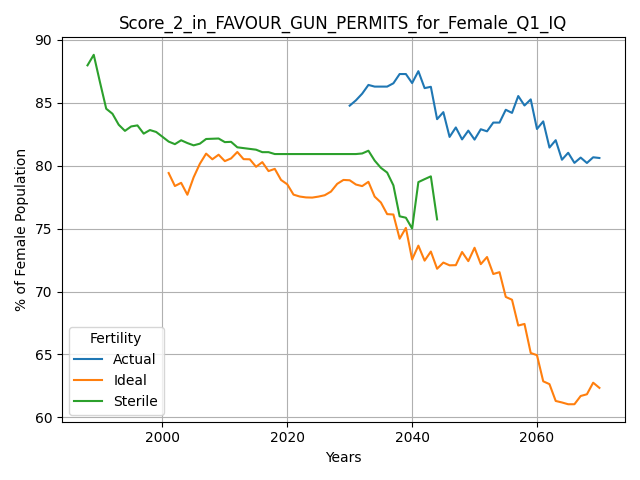 Score_2_in_FAVOUR_GUN_PERMITS_for_Female_Q1_IQ
% of Female Population
90
85
80
75
70
65
60
Fertility
Actual
Ideal
Sterile
2000
2020
2040
2060
Years